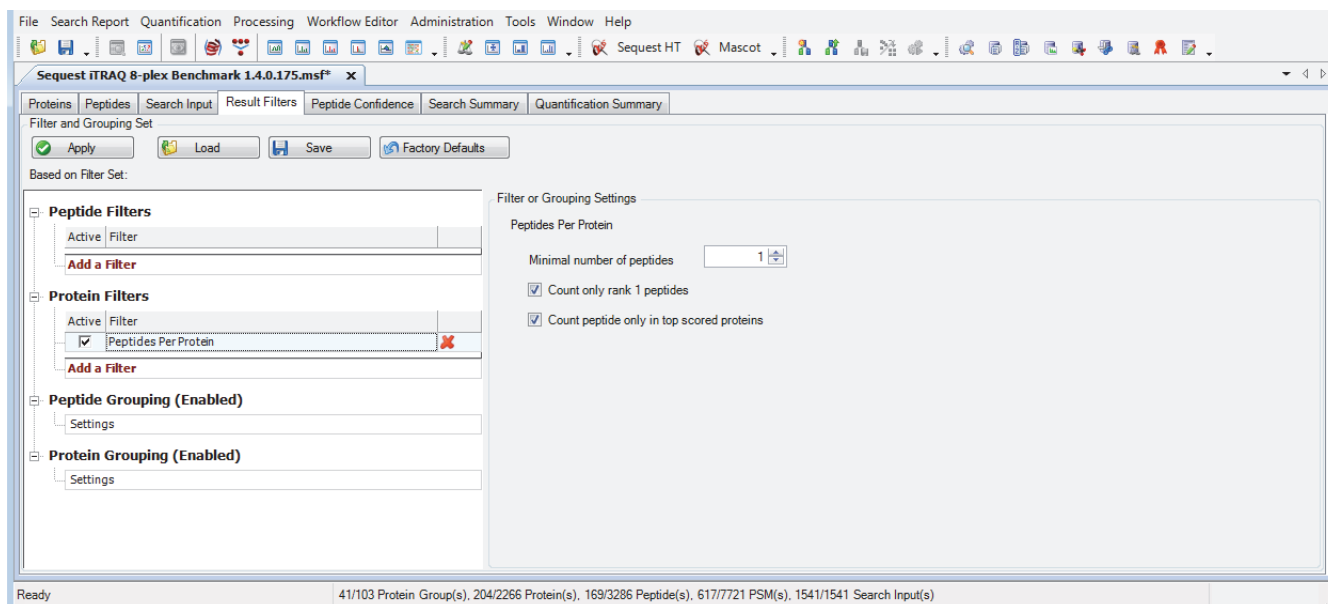 File Search Report Quantification Processing Workflow Editor Administration Tools Window Help
Sequest HT Mascot
Sequest iTRAQ 8-plex Benchmark 1.4.0.175.msf* x
Proteins Peptides Search Input Result Filters Peptide Confidence Search Summary Quantification Summary
Filter and Grouping Set
Apply Load Save Factory Defaults
Based on Filter Set:
Filter or Grouping Settings
Peptide Filters
Peptides Per Protein
Active Filter
Minimal number of peptides 1
Add a Filter
Count only rank 1 peptides
Protein Filters
Active Filter
Count peptide only in top scored proteins
Peptides Per Protein
Add a Filter
Peptide Grouping (Enabled)
Settings
Protein Grouping (Enabled)
Settings
Ready 41/103 Protein Group(s), 204/2266 Protein(s), 169/3286 Peptide(s), 617/7721 PSM(s), 1541/1541 Search Input(s)